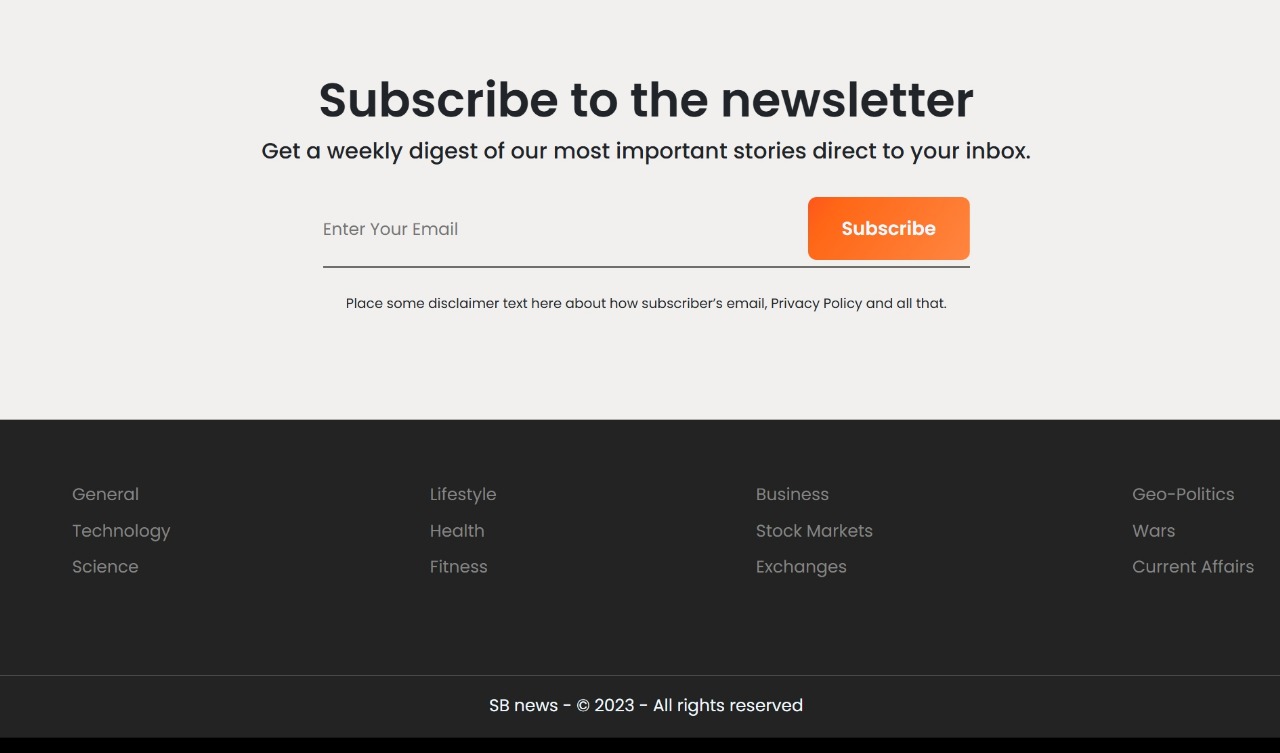 Subscribe to the newsletter
Get a weekly digest of our most important stories direct to your inbox.
Enter Your Email
Subscribe
Place some disclaimer text here about how subscriber’s email, Privacy Policy and all that.
General
Technology
Science
Lifestyle
Health
Fitness
Business
Stock Markets
Exchanges
Geo-Politics
Wars
Current Affairs
SB news - © 2023 - All rights reserved